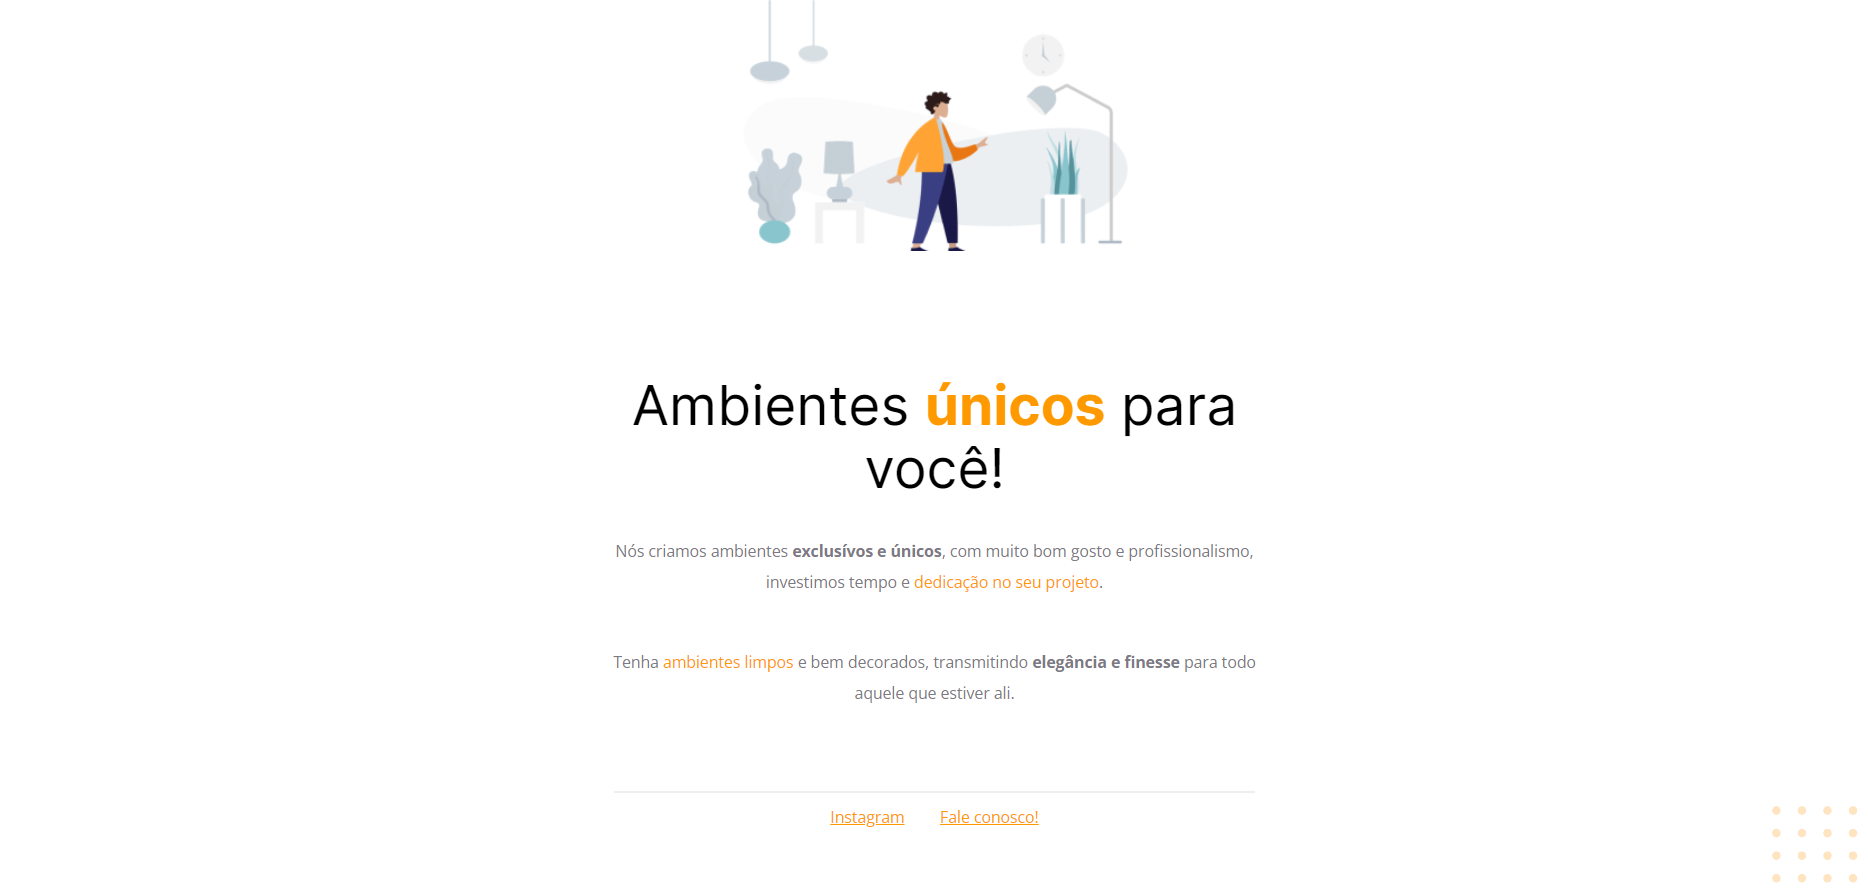 Ambientes únicos para
você!
Nós criamos ambientes exclusívos e únicos, com muito bom gosto e profissionalismo,
investimos tempo e dedicação no seu projeto.
Tenha ambientes limpos e bem decorados, transmitindo elegância e finesse para todo
aquele que estiver ali.
Instagram Fale conosco!